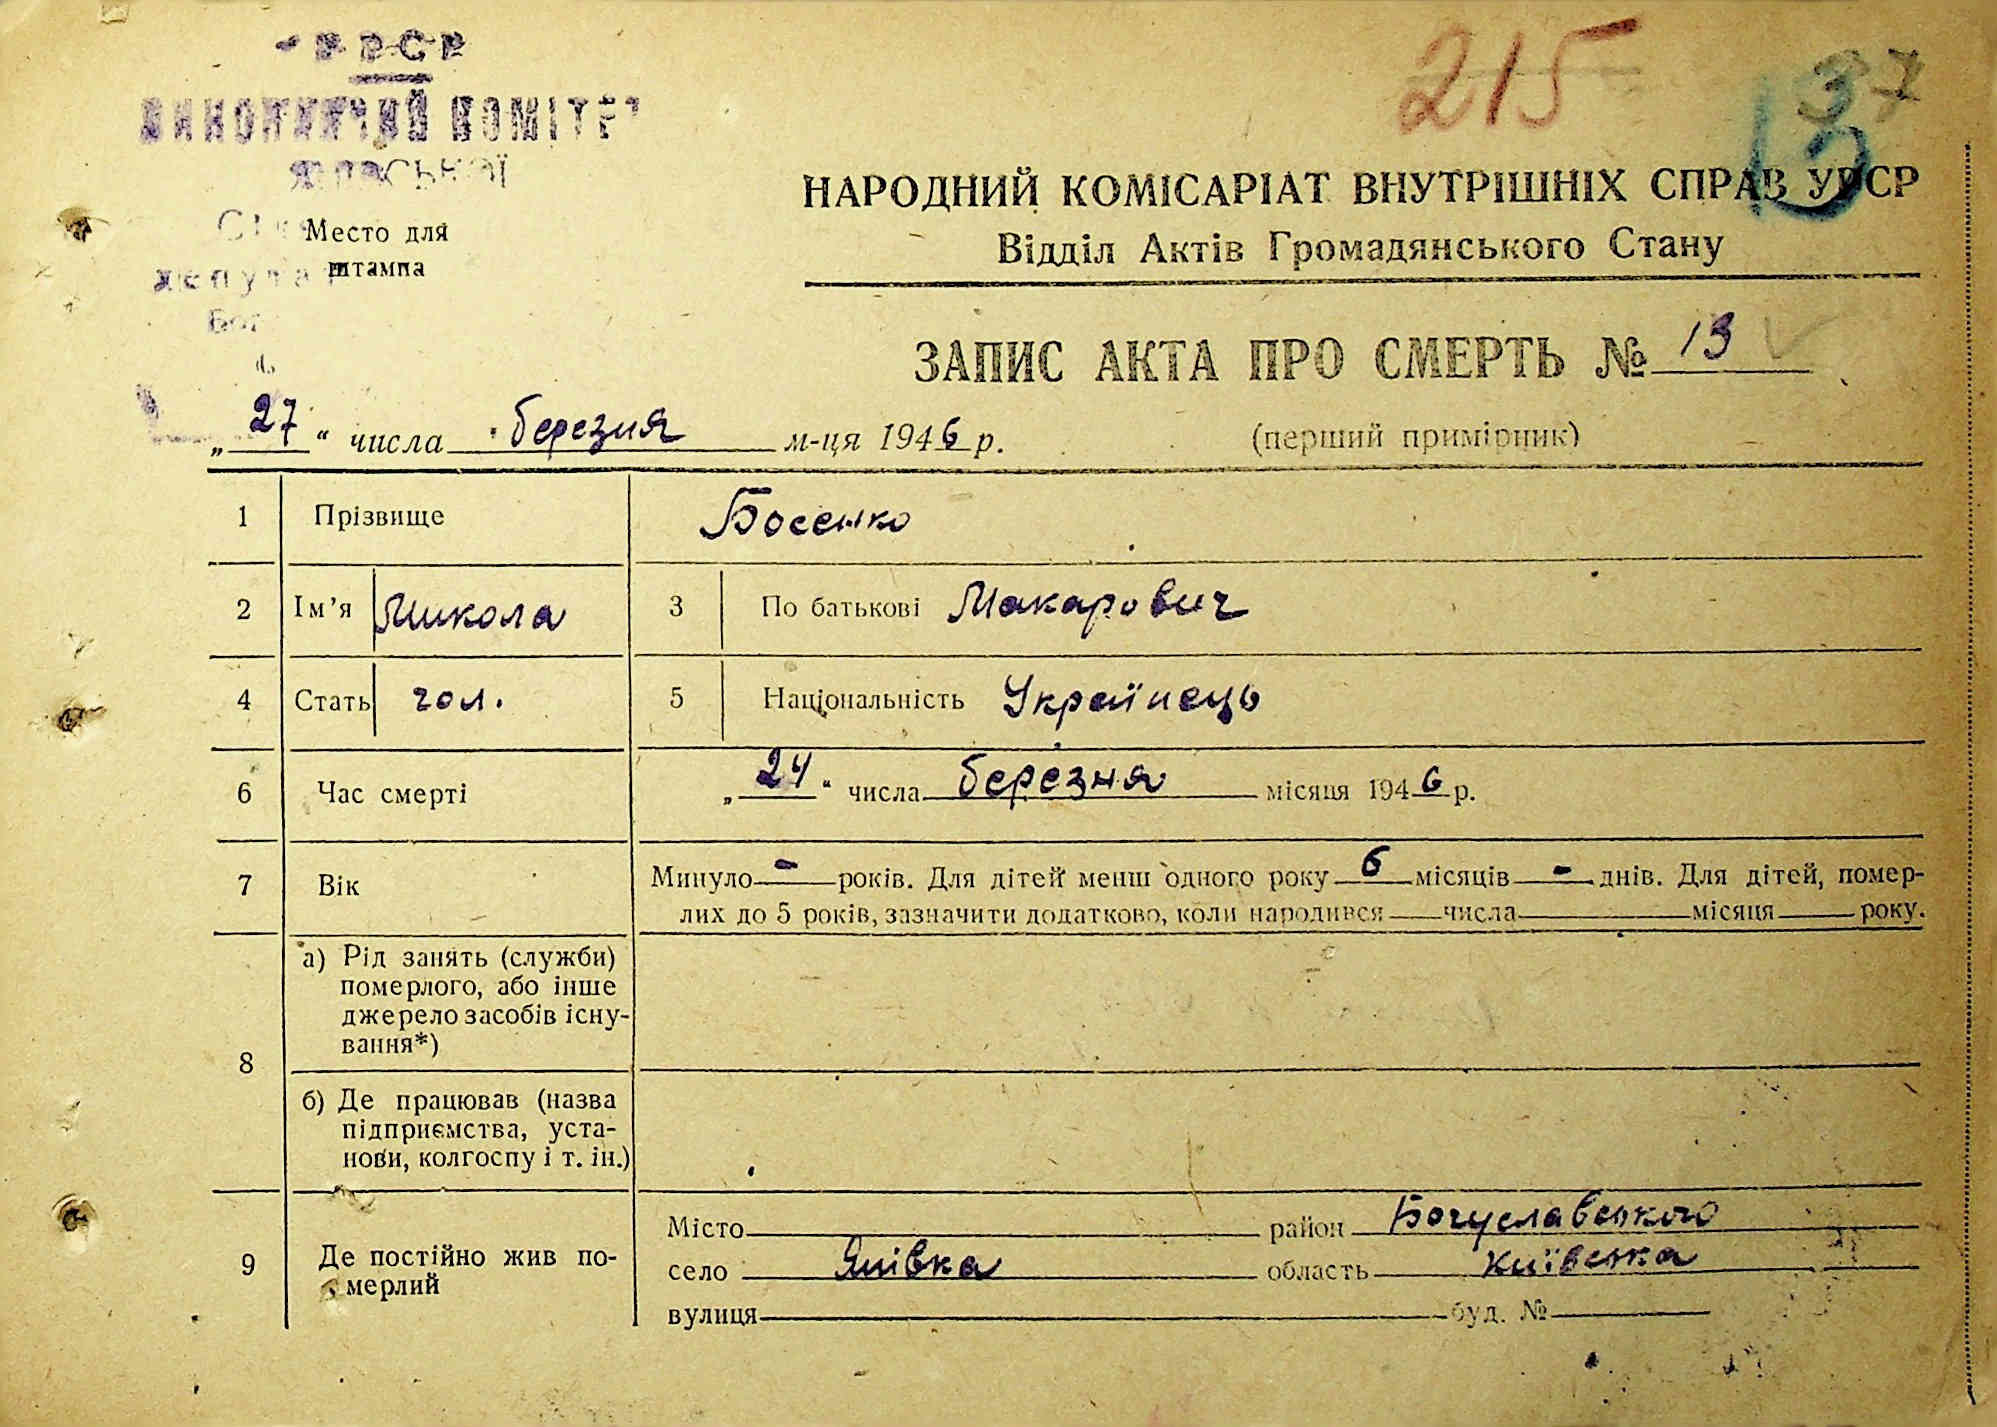 УРСР
ВИКОНАВЧИЙ КОМІТЕТ
Место для
штампа
215
37
13
НАРОДНИЙ КОМІСАРІАТ ВНУТРІШНІХ СПРАВ УРСР
Відділ Актів Громадянського Стану
ЗАПИС АКТА ПРО СМЕРТЬ № 13
„27“ числа березня м-ця 1946 р.
(перший примірник)
1 Прізвище Босенко
2 Ім'я Микола 3 По батькові Макарович
4 Стать чол. 5 Національність Українець
6 Час смерті „24“ числа березня місяця 1946 р.
7 Вік Минуло - років. Для дітей менш одного року 6 місяців - днів. Для дітей, помер-
лих до 5 років, зазначити додатково, коли народився числа місяця року.
8 а) Рід занять (служби)
померлого, або інше
джерело засобів існу-
вання*)
б) Де працював (назва
підприємства, уста-
нови, колгоспу і т. ін.)
9 Де постійно жив по-
мерлий
Місто район Богуславського
село Янівка область Київська
вулиця буд. №